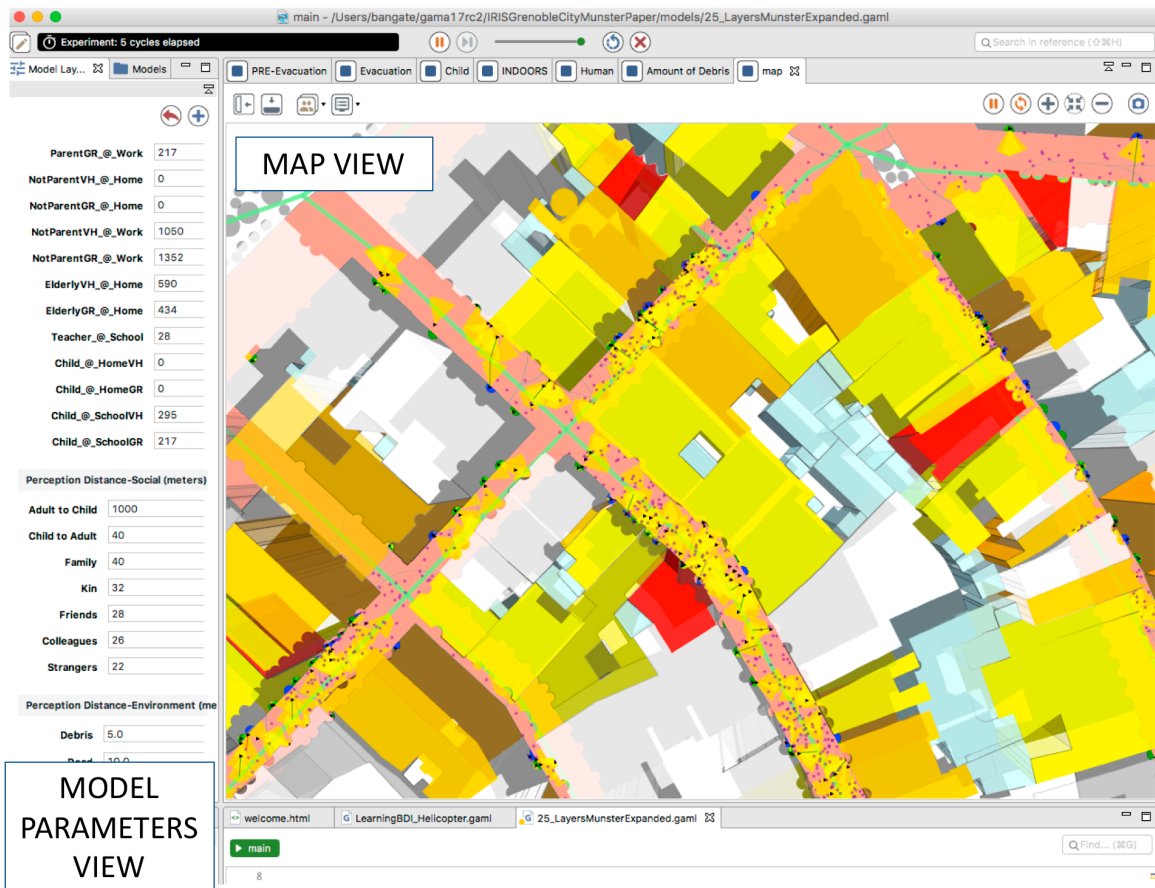 main - /Users/bangate/gama17rc2/IRISGrenobleCityMunsterPaper/models/25_LayersMunsterExpanded.gaml
Experiment: 5 cycles elapsed
Search in reference (⇧⌘H)
Model Lay...
Models
PRE-Evacuation
Evacuation
Child
INDOORS
Human
Amount of Debris
map
MAP VIEW
ParentGR_@_Work 217
NotParentVH_@_Home 0
NotParentGR_@_Home 0
NotParentVH_@_Work 1050
NotParentGR_@_Work 1352
ElderlyVH_@_Home 590
ElderlyGR_@_Home 434
Teacher_@_School 28
Child_@_HomeVH 0
Child_@_HomeGR 0
Child_@_SchoolVH 295
Child_@_SchoolGR 217
Perception Distance-Social (meters)
Adult to Child 1000
Child to Adult 40
Family 40
Kin 32
Friends 28
Colleagues 26
Strangers 22
Perception Distance-Environment (me
Debris 5.0
MODEL
PARAMETERS
VIEW
welcome.html
LearningBDI_Helicopter.gaml
25_LayersMunsterExpanded.gaml
main
Find... (⌘G)
8